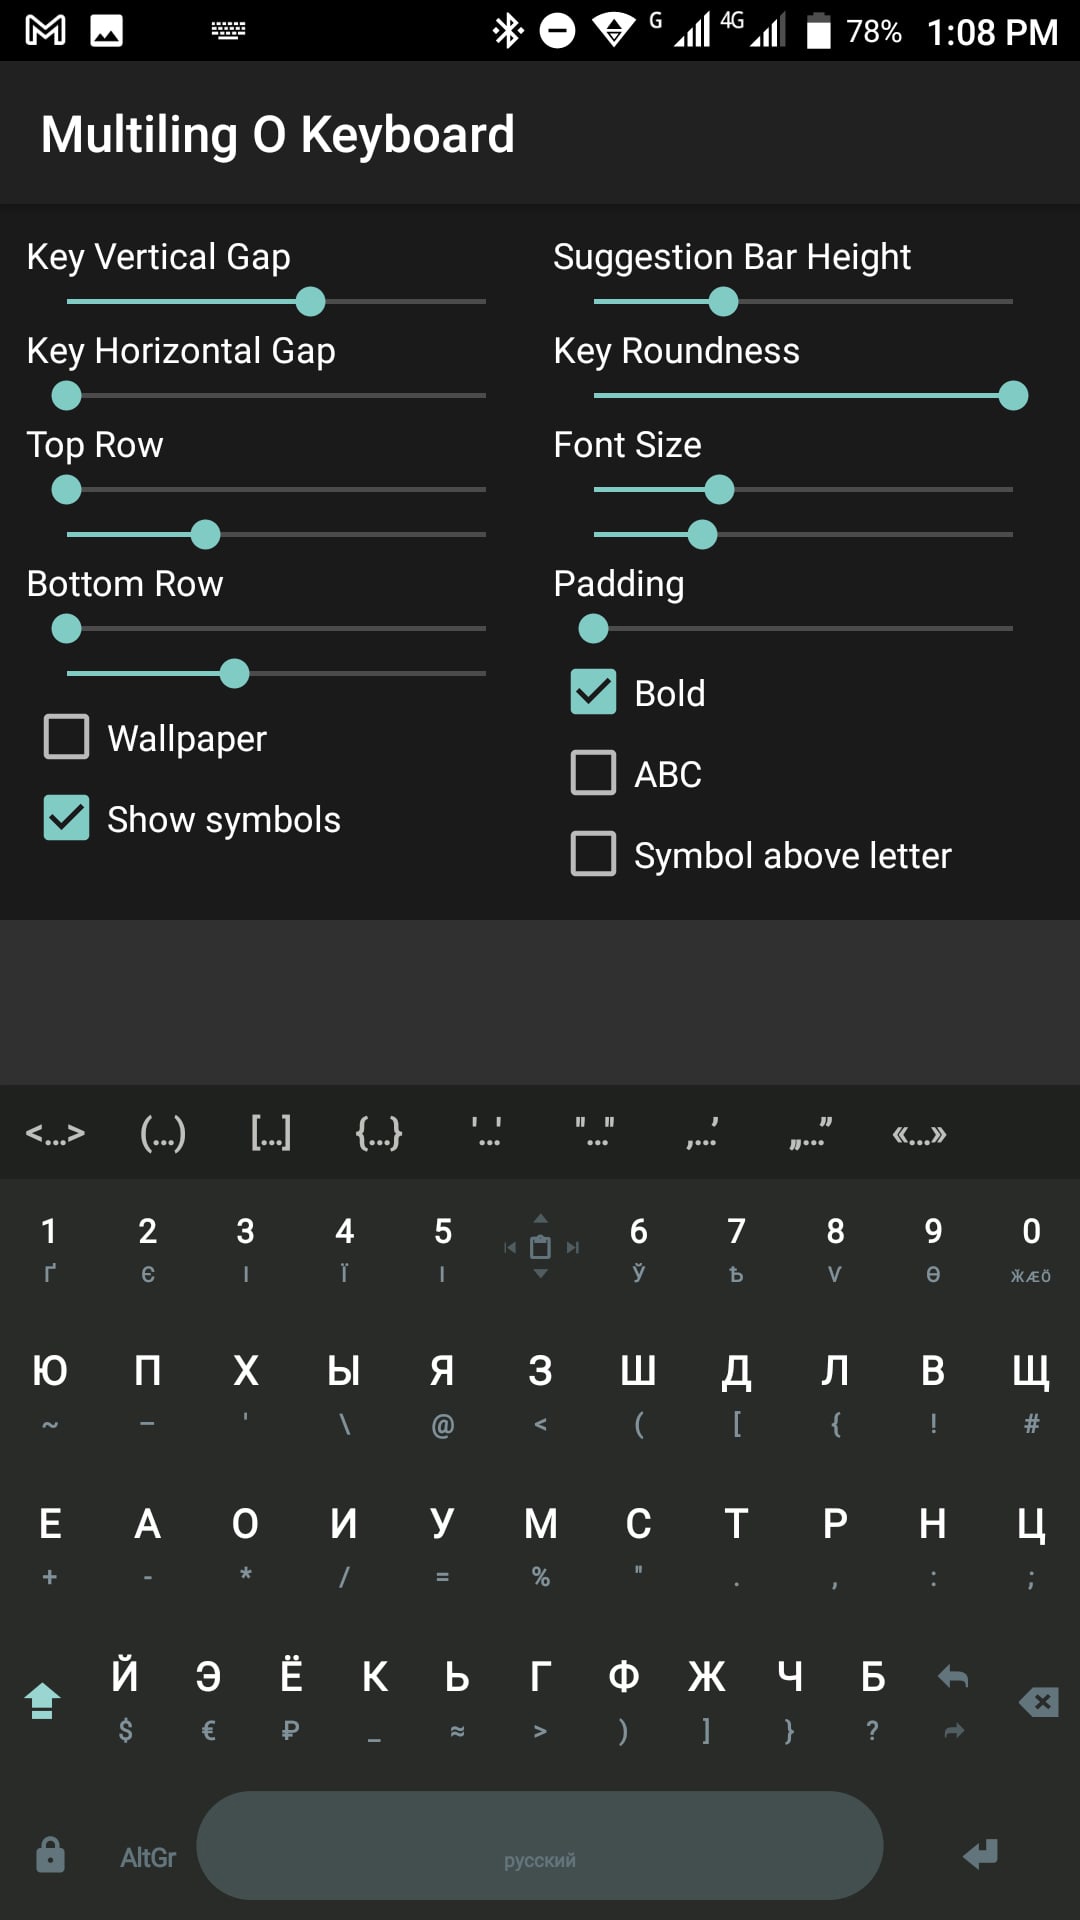 G 4G 78% 1:08 PM
Multiling O Keyboard
Key Vertical Gap
Suggestion Bar Height
Key Horizontal Gap
Key Roundness
Top Row
Font Size
Bottom Row
Padding
Bold
Wallpaper
ABC
Show symbols
Symbol above letter
<...> (...) [...] {...} '...' "..." ‚...’ „...” «...»
1 2 3 4 5 6 7 8 9 0
Ґ Є І Ї Ӏ Ў Ѣ Ѵ Ѳ ӜÆÖ
Ю П Х Ы Я З Ш Д Л В Щ
~ – ' \ @ < ( [ { ! #
Е А О И У М С Т Р Н Ц
+ - * / = % " . , : ;
Й Э Ё К Ь Г Ф Ж Ч Б
$ € ₽ _ ≈ > ) ] } ?
AltGr
русский